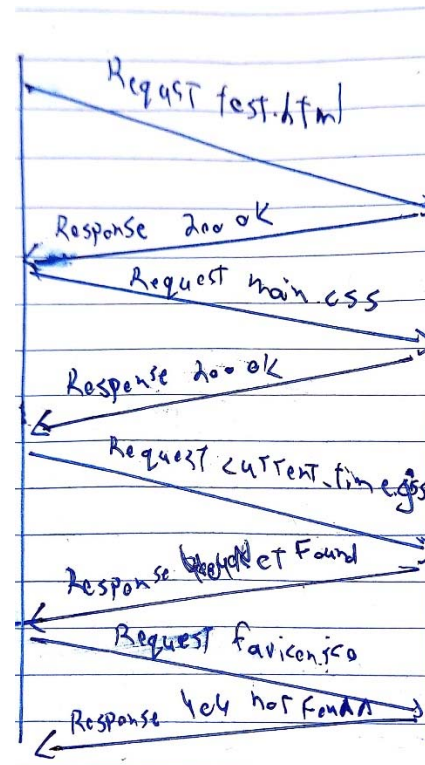 Requst test.html
Response 200 ok
Request main.css
Response 200 ok
Request current_time
Response Found
Request favicon.ico
Response 404 not Found